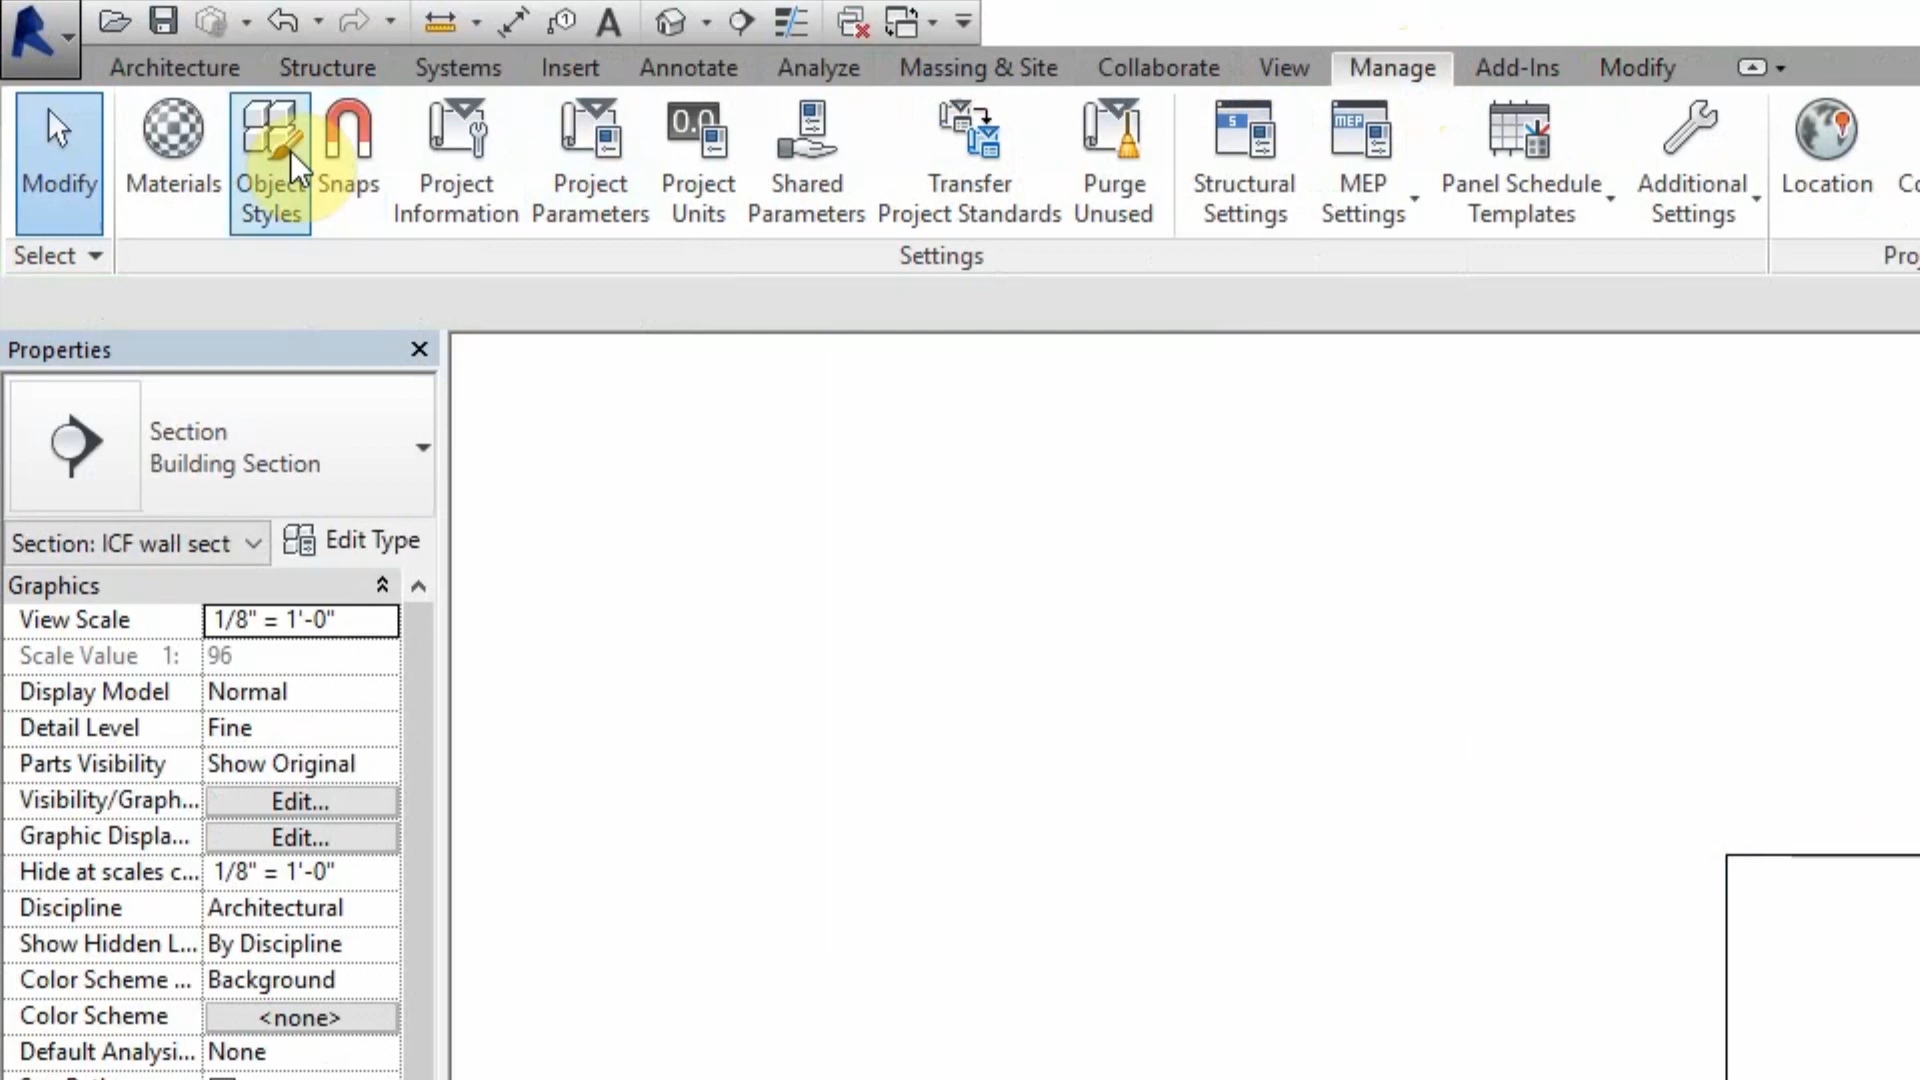 Architecture Structure Systems Insert Annotate Analyze Massing & Site Collaborate View Manage Add-Ins Modify
Modify
Materials
Object
Styles
Snaps
Project
Information
Project
Parameters
0.0
Project
Units
Shared
Parameters
Transfer
Project Standards
Purge
Unused
S
Structural
Settings
MEP
MEP
Settings
Panel Schedule
Templates
Additional
Settings
Location
Co
Select
Settings
Proj
Properties
Section
Building Section
Section: ICF wall sect
Edit Type
Graphics
View Scale 1/8" = 1'-0"
Scale Value 1: 96
Display Model Normal
Detail Level Fine
Parts Visibility Show Original
Visibility/Graph... Edit...
Graphic Displa... Edit...
Hide at scales c... 1/8" = 1'-0"
Discipline Architectural
Show Hidden L... By Discipline
Color Scheme ... Background
Color Scheme <none>
Default Analysi... None